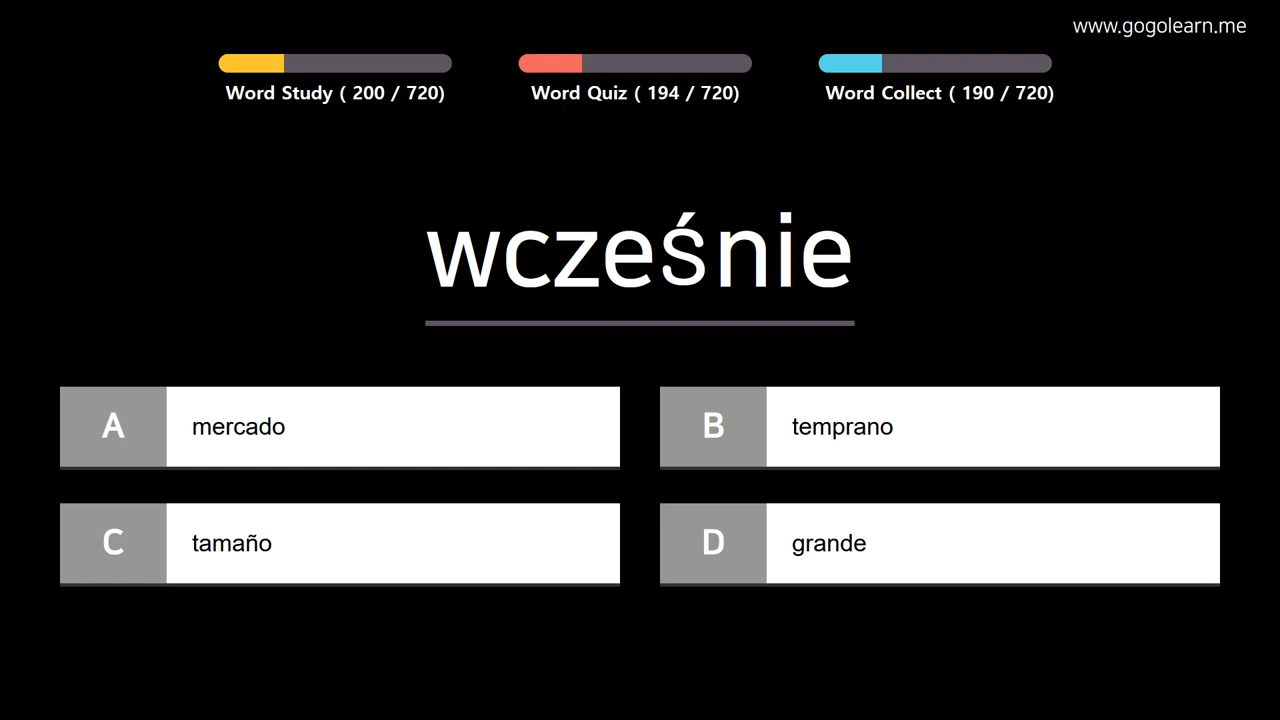 www.gogolearn.me
Word Study ( 200 / 720)
Word Quiz ( 194 / 720)
Word Collect ( 190 / 720)
wcześnie
A mercado
B temprano
C tamaño
D grande